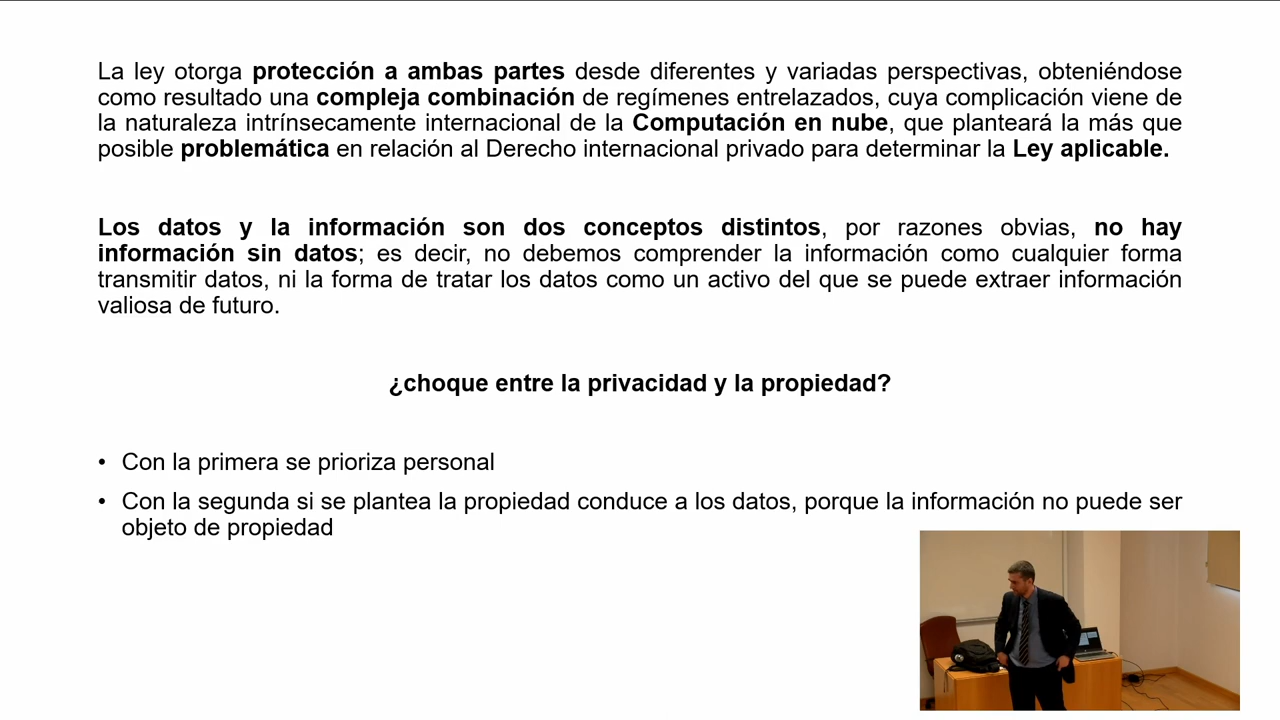 La ley otorga protección a ambas partes desde diferentes y variadas perspectivas, obteniéndose
como resultado una compleja combinación de regímenes entrelazados, cuya complicación viene de
la naturaleza intrínsecamente internacional de la Computación en nube, que planteará la más que
posible problemática en relación al Derecho internacional privado para determinar la Ley aplicable.
Los datos y la información son dos conceptos distintos, por razones obvias, no hay
información sin datos; es decir, no debemos comprender la información como cualquier forma
transmitir datos, ni la forma de tratar los datos como un activo del que se puede extraer información
valiosa de futuro.
¿choque entre la privacidad y la propiedad?
• Con la primera se prioriza personal
• Con la segunda si se plantea la propiedad conduce a los datos, porque la información no puede ser
objeto de propiedad